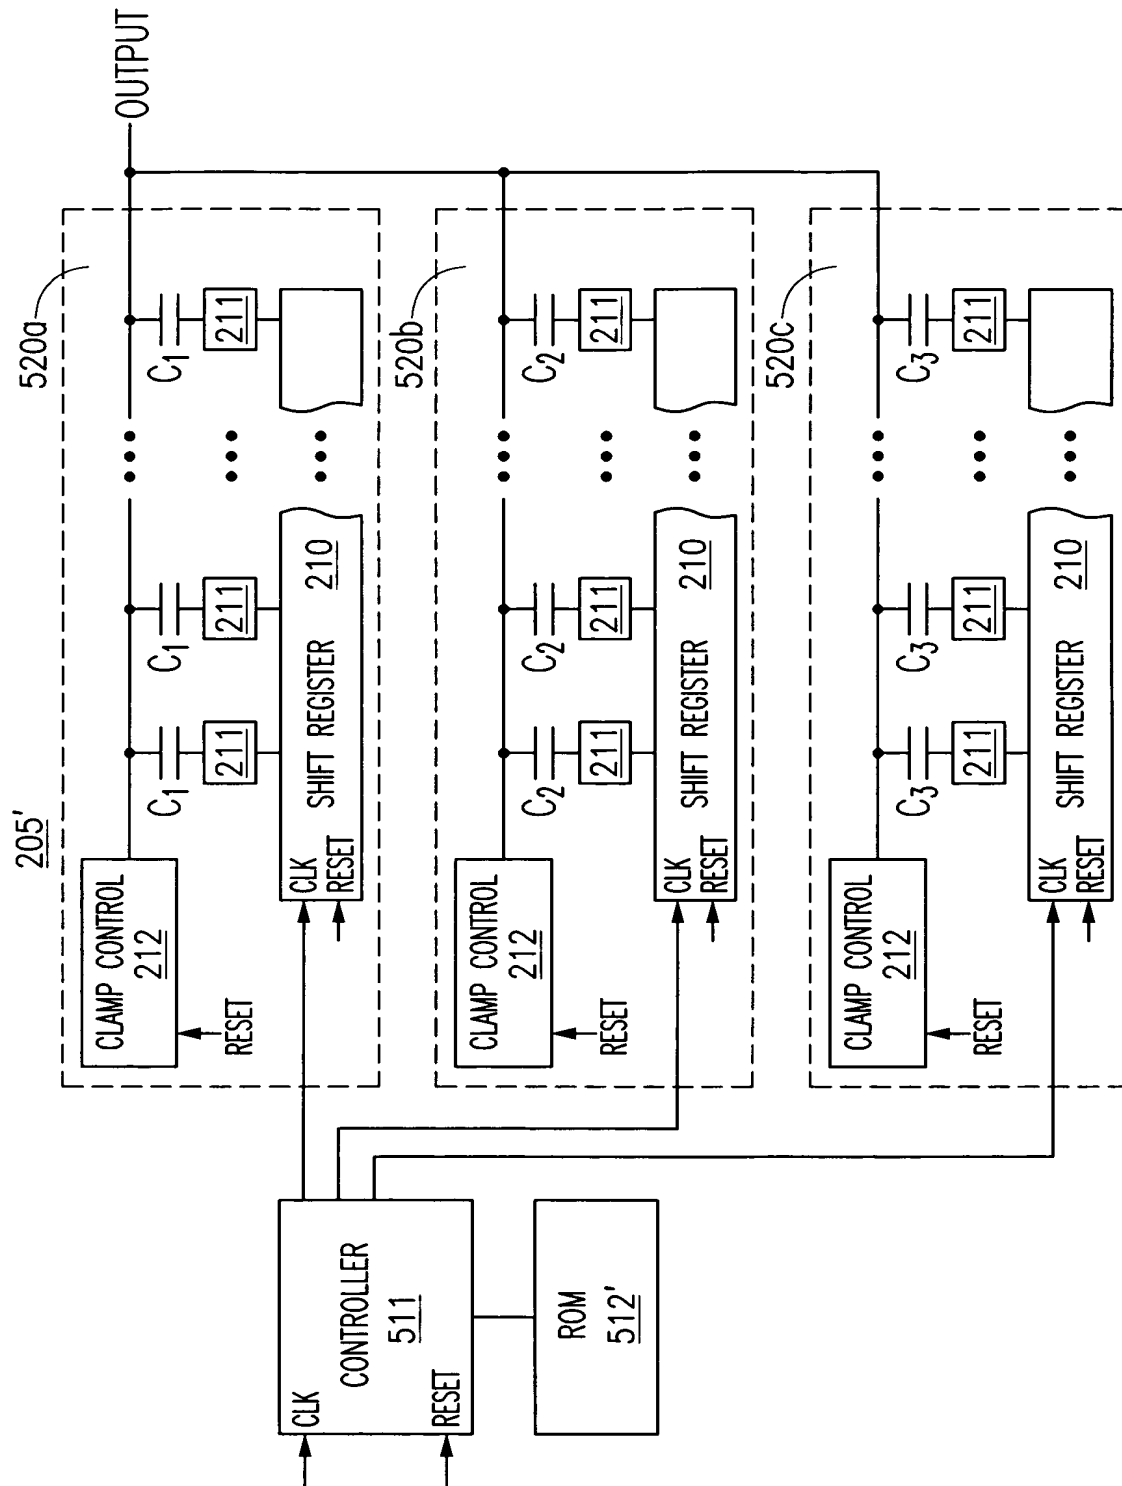 205'
520a
CLAMP CONTROL
212
RESET
C1
C1
C1
211
211
211
CLK
RESET
SHIFT REGISTER
210
OUTPUT
520b
CLAMP CONTROL
212
RESET
C2
C2
C2
211
211
211
CLK
RESET
SHIFT REGISTER
210
520c
CLAMP CONTROL
212
RESET
C3
C3
C3
211
211
211
CLK
RESET
SHIFT REGISTER
210
CLK
RESET
CONTROLLER
511
ROM
512'